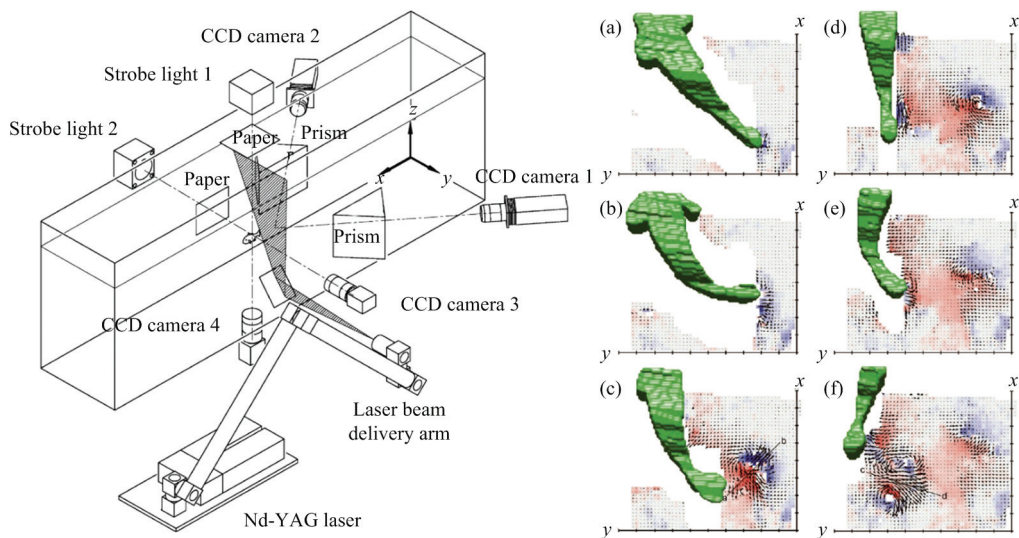 CCD camera 2
Strobe light 1
Strobe light 2
Paper
Prism
z
Paper
x
y
CCD camera 1
Prism
CCD camera 3
CCD camera 4
Laser beam
delivery arm
Nd-YAG laser
(a)
x
y
(b)
x
y
(c)
x
b
a
y
(d)
x
y
(e)
x
y
(f)
x
c
d
y